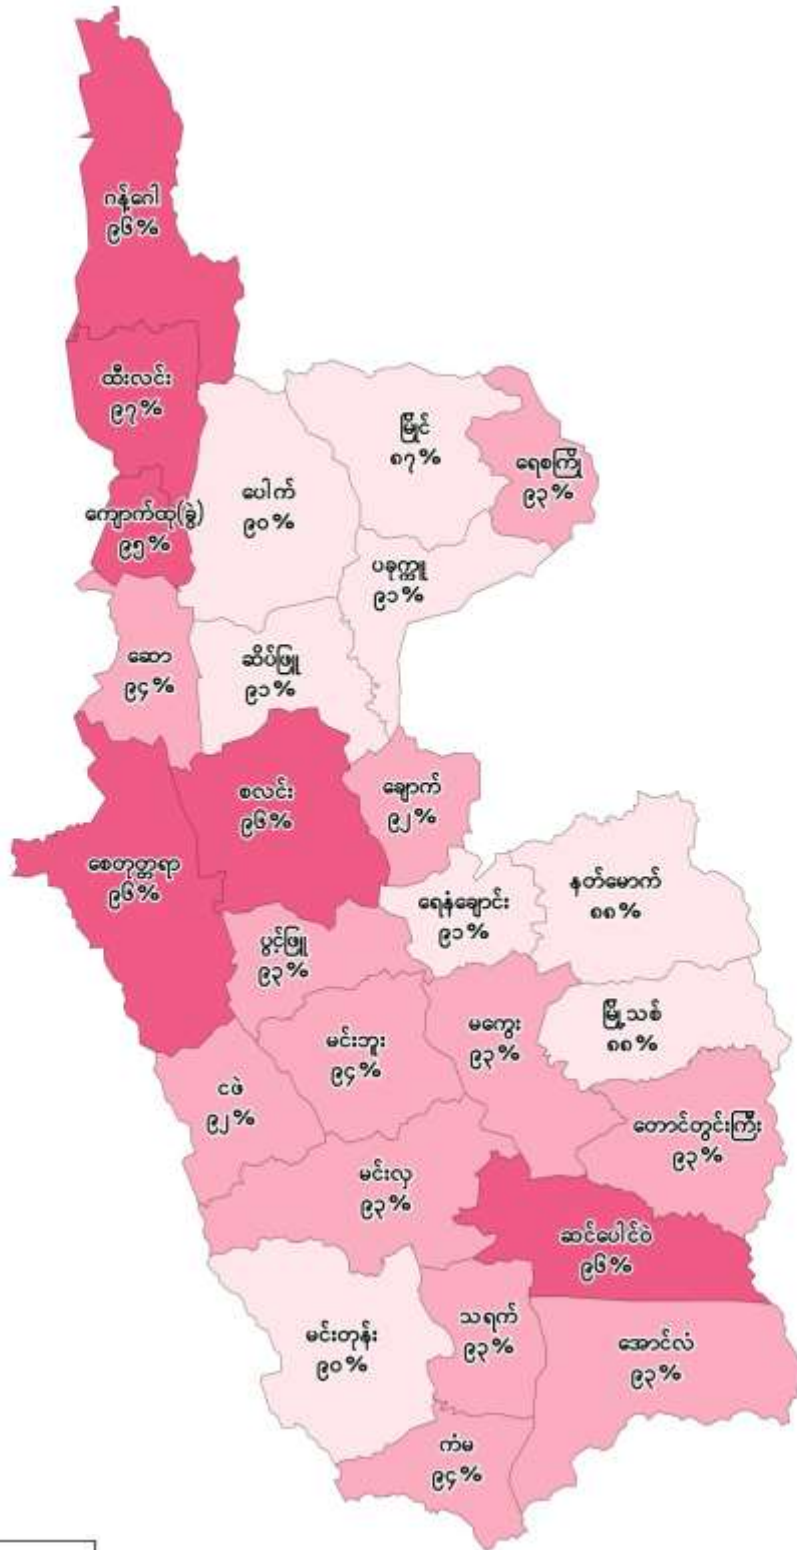 ဂန့်ဂေါ
၉၆%
ထီးလင်း
၉၇%
မြိုင်
၈၇%
ရေစကြို
၉၃%
ပေါက်
၉၀%
ကျောက်ထု(ခွဲ)
၉၅%
ပခုက္ကူ
၉၁%
ဆော
၉၄%
ဆိပ်ဖြူ
၉၁%
စလင်း
၉၆%
ချောက်
၉၂%
စေတုတ္တရာ
၉၆%
ရေနံချောင်း
၉၁%
နတ်မောက်
၈၈%
ပွင့်ဖြူ
၉၃%
မင်းဘူး
၉၄%
မကွေး
၉၃%
မြို့သစ်
၈၈%
ငဖဲ
၉၂%
တောင်တွင်းကြီး
၉၃%
မင်းလှ
၉၃%
ဆင်ပေါင်ဝဲ
၉၆%
မင်းတုန်း
၉၀%
သရက်
၉၃%
အောင်လံ
၉၃%
ကံမ
၉၄%